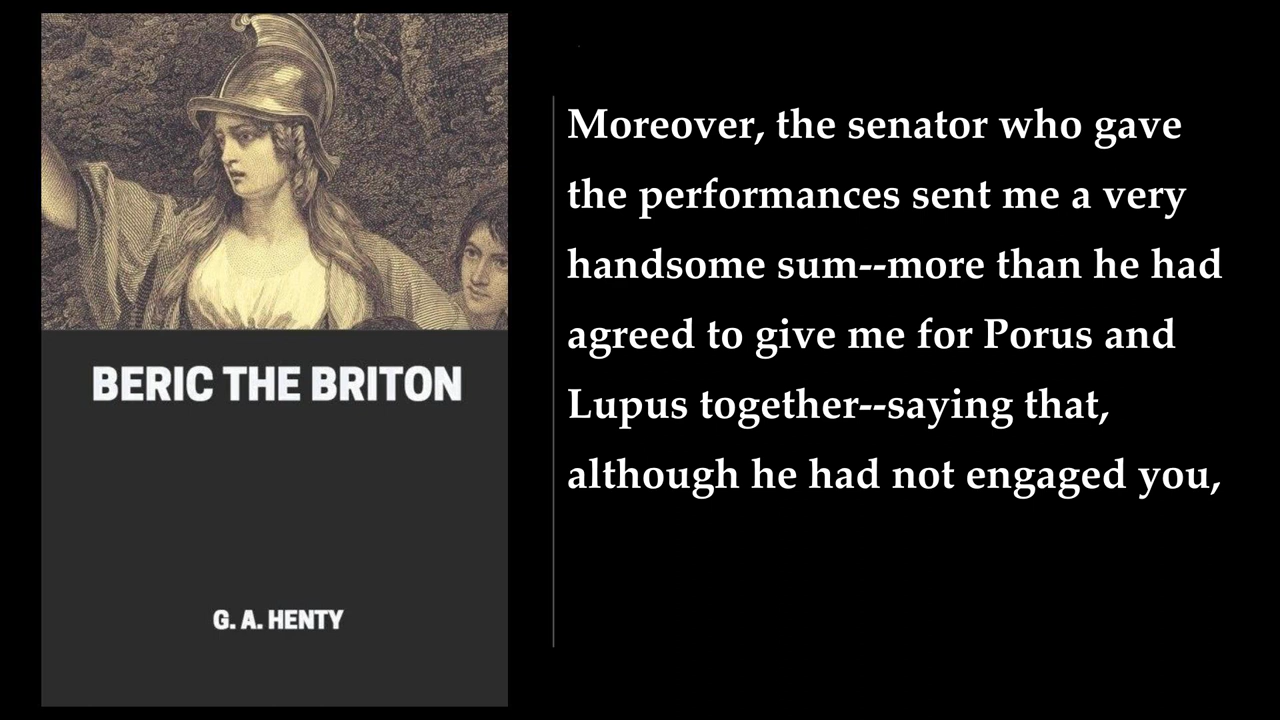 BERIC THE BRITON
G. A. HENTY
Moreover, the senator who gave
the performances sent me a very
handsome sum--more than he had
agreed to give me for Porus and
Lupus together--saying that,
although he had not engaged you,